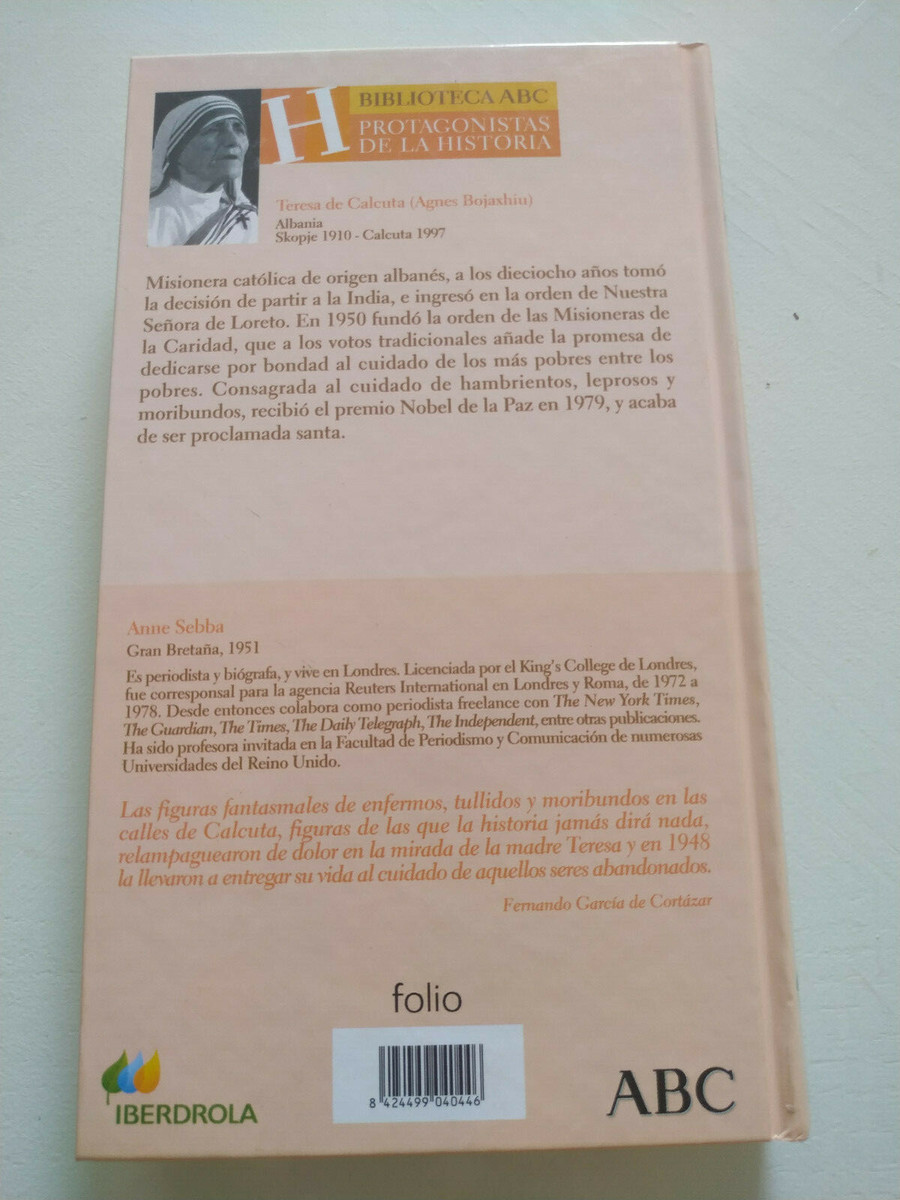 H
BIBLIOTECA ABC
PROTAGONISTAS
DE LA HISTORIA
Teresa de Calcuta (Agnes Bojaxhiu)
Albania
Skopje 1910 - Calcuta 1997
Misionera católica de origen albanés, a los dieciocho años tomó
la decisión de partir a la India, e ingresó en la orden de Nuestra
Señora de Loreto. En 1950 fundó la orden de las Misioneras de
la Caridad, que a los votos tradicionales añade la promesa de
dedicarse por bondad al cuidado de los más pobres entre los
pobres. Consagrada al cuidado de hambrientos, leprosos y
moribundos, recibió el premio Nobel de la Paz en 1979, y acaba
de ser proclamada santa.
Anne Sebba
Gran Bretaña, 1951
Es periodista y biógrafa, y vive en Londres. Licenciada por el King's College de Londres,
fue corresponsal para la agencia Reuters International en Londres y Roma, de 1972 a
1978. Desde entonces colabora como periodista freelance con The New York Times,
The Guardian, The Times, The Daily Telegraph, The Independent, entre otras publicaciones.
Ha sido profesora invitada en la Facultad de Periodismo y Comunicación de numerosas
Universidades del Reino Unido.
Las figuras fantasmales de enfermos, tullidos y moribundos en las
calles de Calcuta, figuras de las que la historia jamás dirá nada,
relampaguearon de dolor en la mirada de la madre Teresa y en 1948
la llevaron a entregar su vida al cuidado de aquellos seres abandonados.
Fernando García de Cortázar
folio
8 424499 040446
IBERDROLA
ABC